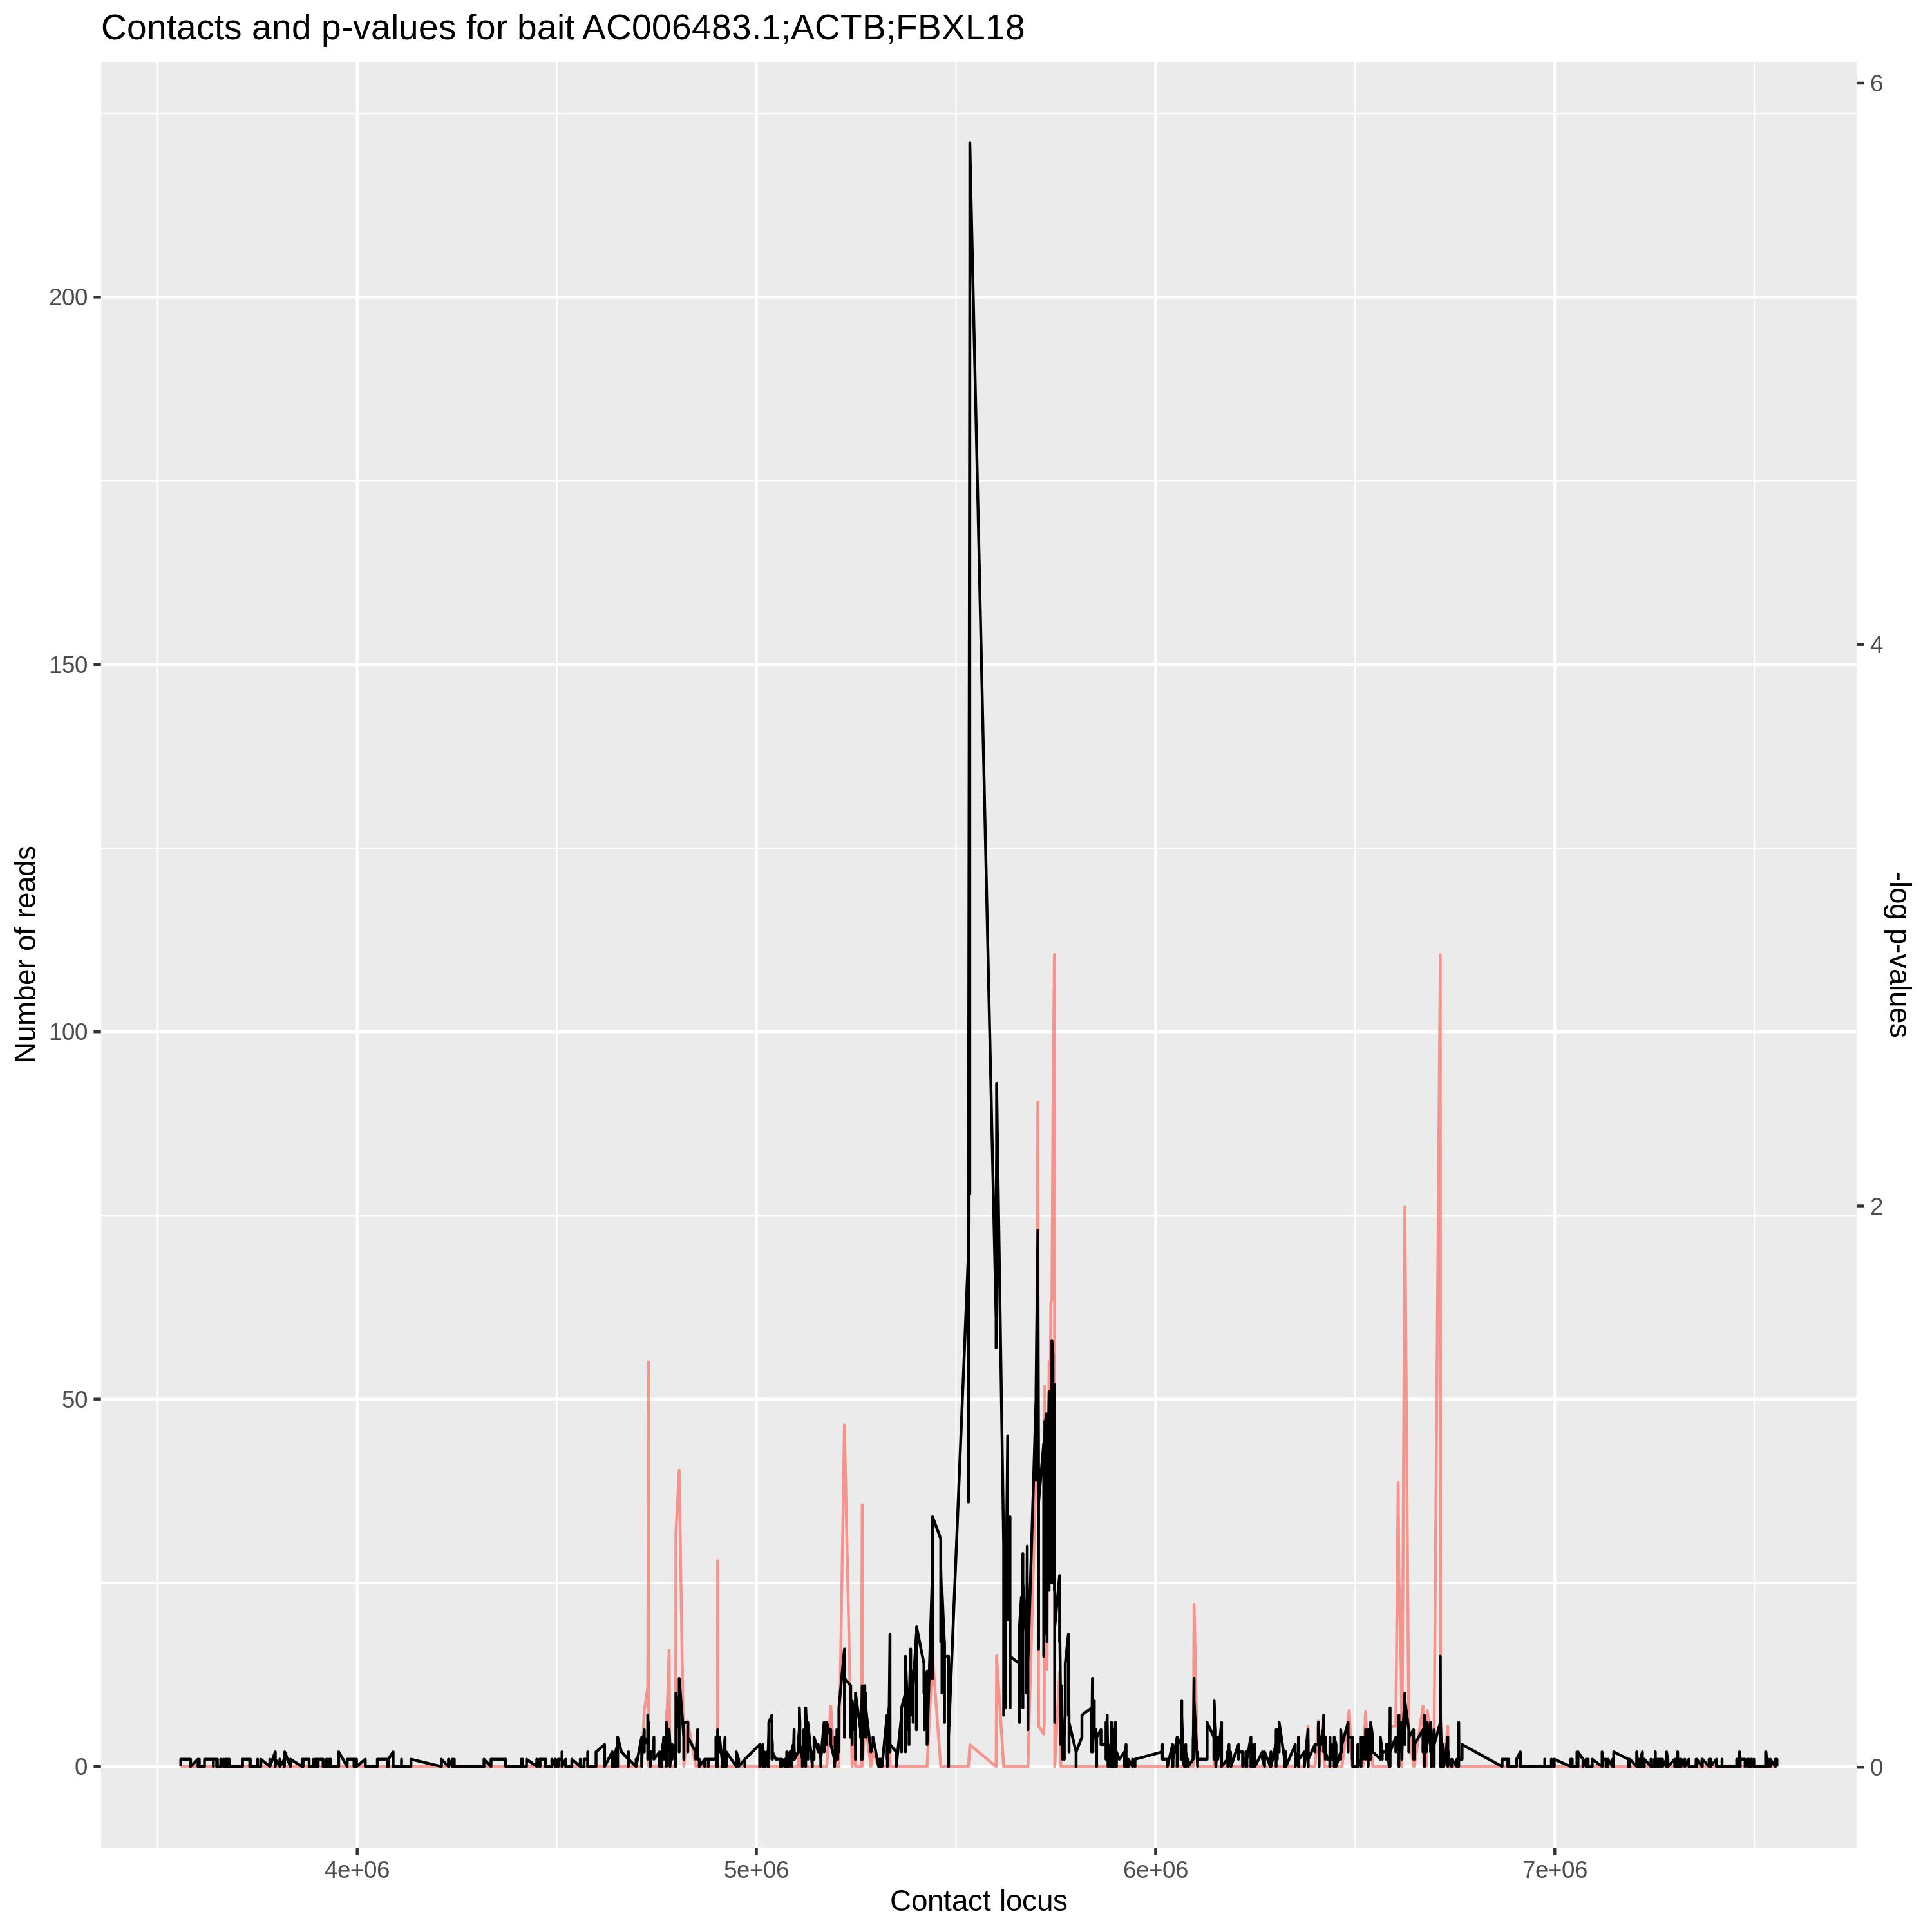 Contacts and p-values for bait AC006483.1;ACTB;FBXL18
Number of reads
200
150
100
50
0
6
4
2
0
-log p-values
4e+06
5e+06
6e+06
7e+06
Contact locus